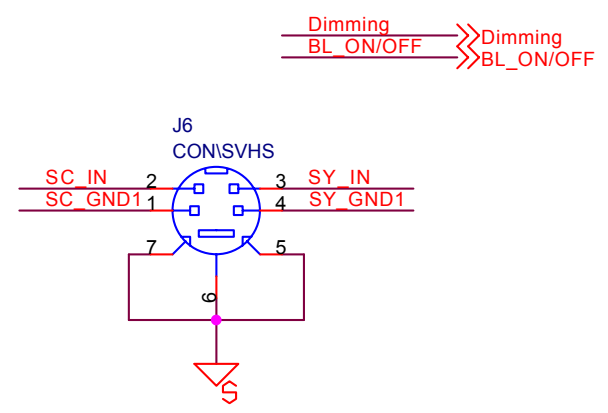 Dimming
Dimming
BL_ON/OFF
BL_ON/OFF
J6
CON\SVHS
SC_IN 2 3 SY_IN
SC_GND1 1 4 SY_GND1
7 5
6
S